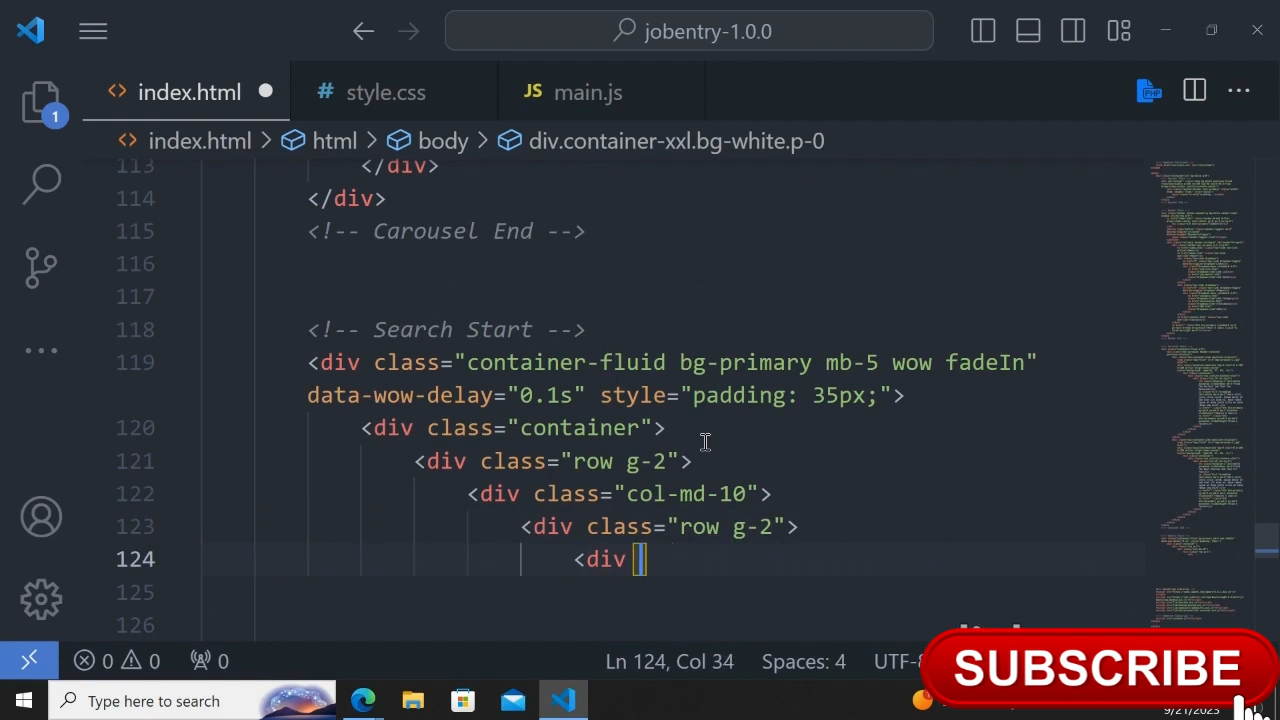 jobentry-1.0.0
index.html
# style.css
JS main.js
1
index.html > html > body > div.container-xxl.bg-white.p-0
113 </div>
114 </div>
115 <!-- Carousel End -->
116
117
118 <!-- Search Start -->
119 <div class="container-fluid bg-primary mb-5 wow fadeIn"
data-wow-delay="0.1s" style="padding: 35px;">
120 <div class="container">
121 <div class="row g-2">
122 <div class="col-md-10">
123 <div class="row g-2">
124 <div
125
126
0 0 0
Ln 124, Col 34
Spaces: 4
SUBSCRIBE
Type here to search
9/21/2023